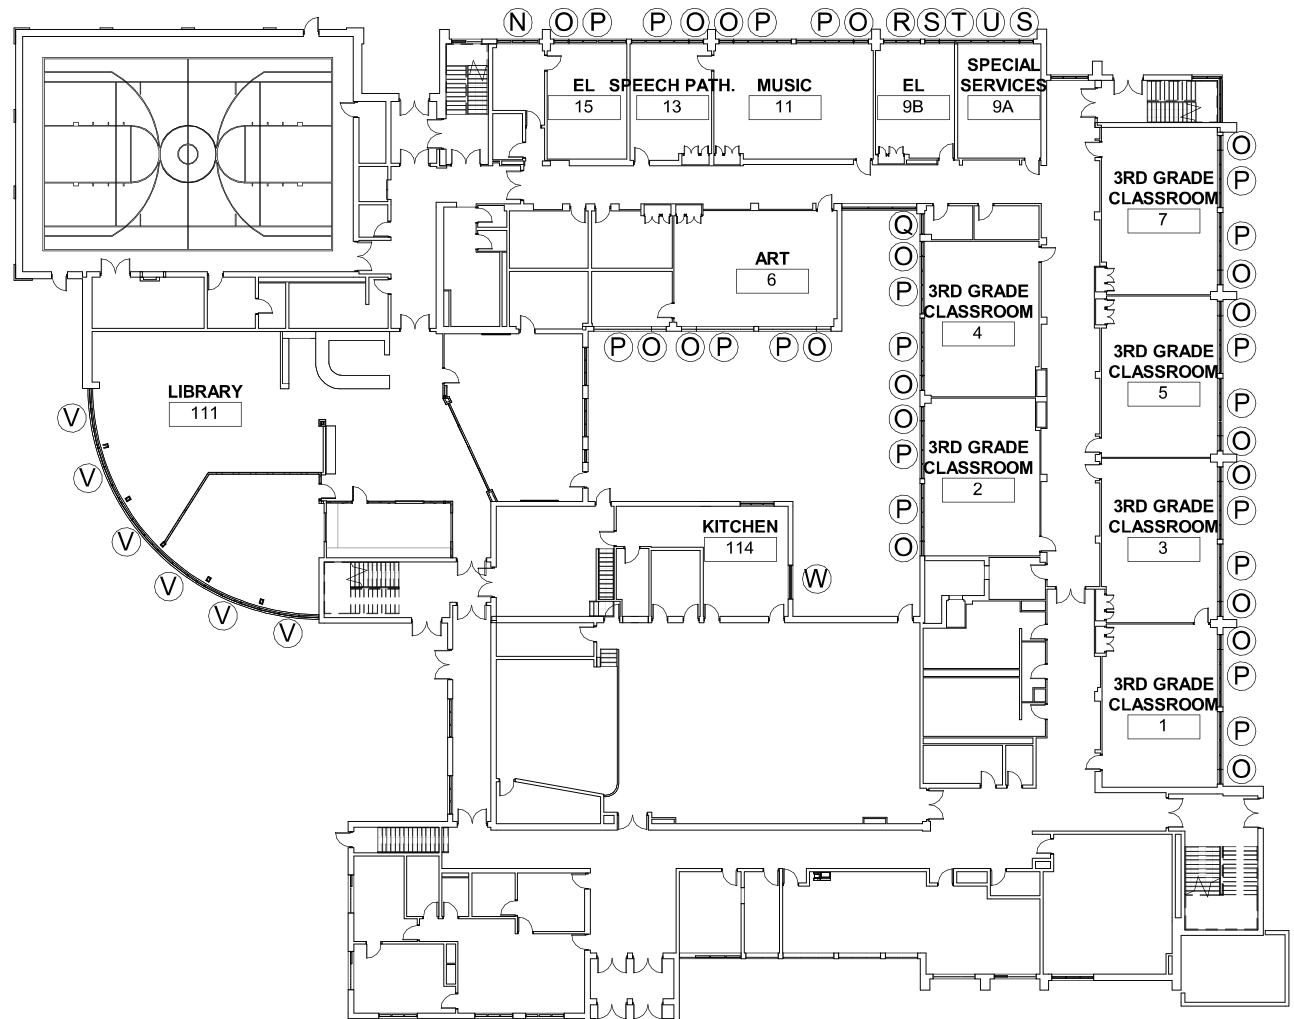 N O P P O O P P O R S T U S
EL
15
SPEECH PATH.
13
MUSIC
11
EL
9B
SPECIAL
SERVICES
9A
O
P
P
O
3RD GRADE
CLASSROOM
7
Q
O
P
P
O
3RD GRADE
CLASSROOM
4
ART
6
P O O P P O
O
P
P
O
3RD GRADE
CLASSROOM
5
LIBRARY
111
V
V
V
V
V
V
O
P
P
O
3RD GRADE
CLASSROOM
2
O
P
P
O
3RD GRADE
CLASSROOM
3
KITCHEN
114
W
O
P
P
O
3RD GRADE
CLASSROOM
1